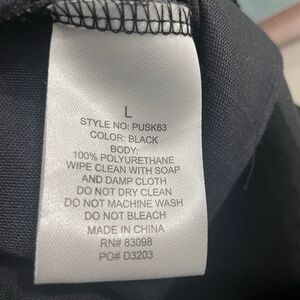 L
STYLE NO: PUSK63
COLOR: BLACK
BODY:
100% POLYURETHANE
WIPE CLEAN WITH SOAP
AND DAMP CLOTH
DO NOT DRY CLEAN
DO NOT MACHINE WASH
DO NOT BLEACH
MADE IN CHINA
RN# 83098
PO# D3203